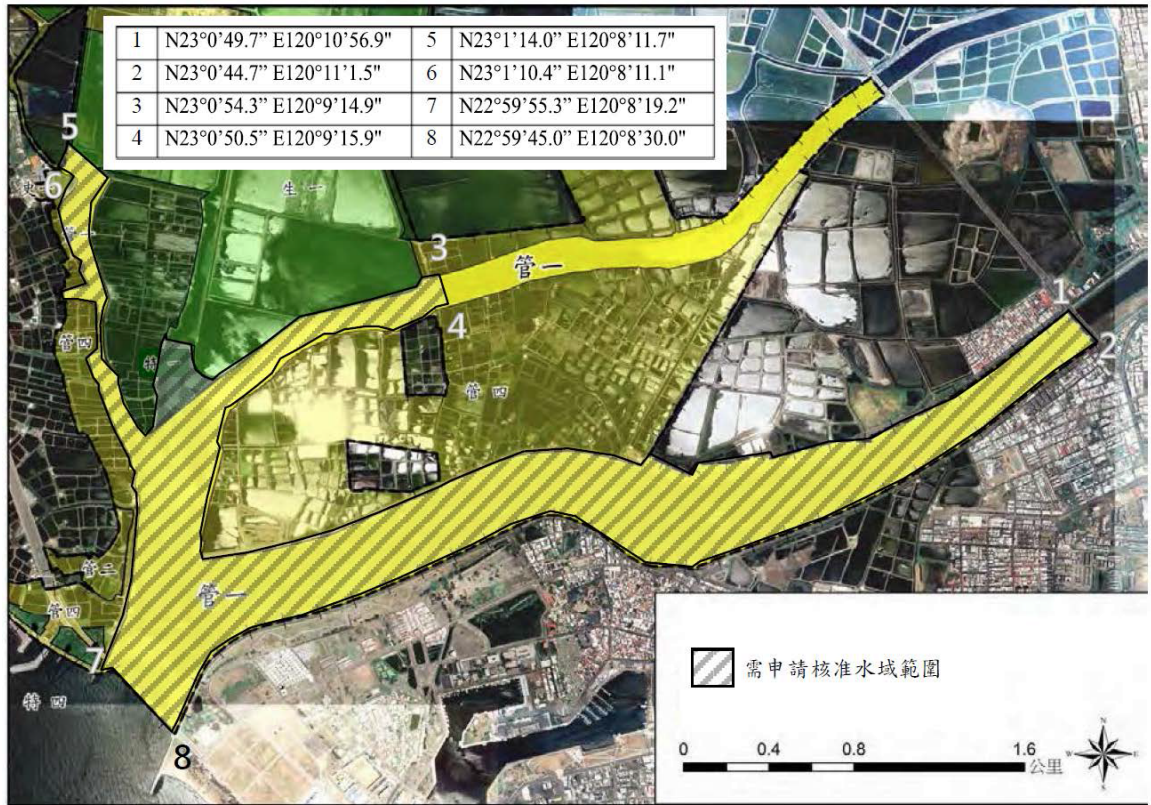 1 N23°0'49.7” E120°10'56.9" 5 N23°1'14.0” E120°8'11.7"
2 N23°0'44.7” E120°11'1.5" 6 N23°1'10.4” E120°8'11.1"
3 N23°0'54.3” E120°9'14.9" 7 N22°59'55.3” E120°8'19.2"
4 N23°0'50.5” E120°9'15.9" 8 N22°59'45.0” E120°8'30.0"
5
6
生一
3
管一
管一
4
1
2
管四
特一
管四
管二
管一
管四
7
特四
8
需申請核准水域範圍
0 0.4 0.8 1.6
公里
N
W E
S